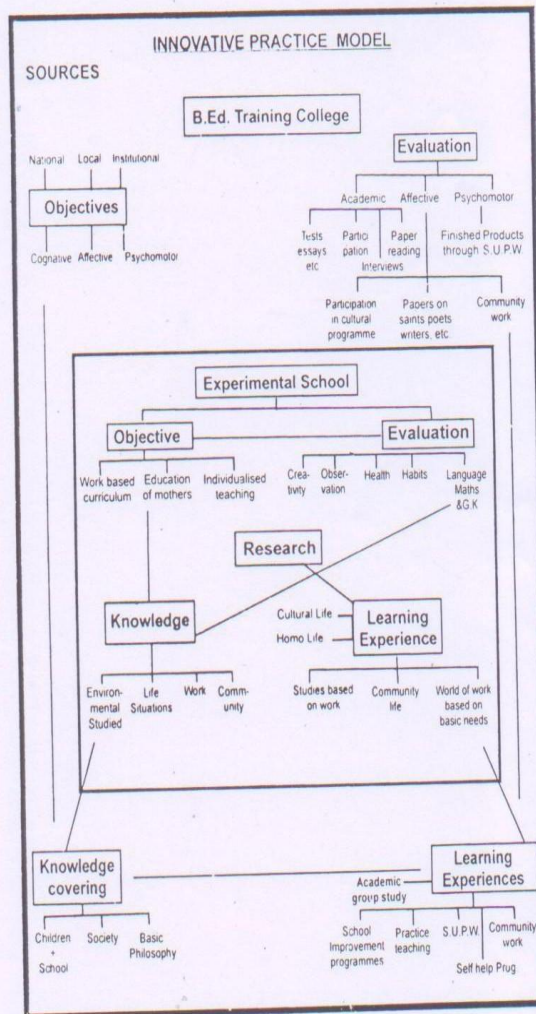 INNOVATIVE PRACTICE MODEL
SOURCES
B.Ed. Training College
National Local Institutional
Objectives
Cognative Affective Psychomotor
Evaluation
Academic Affective Psychomotor
Tests
essays
etc
Partici
pation
Interviews
Paper
reading
Finished Products
through S.U.P.W.
Participation
in cultural
programme
Papers on
saints poets
writers, etc.
Community
work
Experimental School
Objective
Evaluation
Work based
curriculum
Education
of mothers
Individualised
teaching
Crea-
tivity
Obser-
vation
Health
Habits
Language
Maths
&G.K
Research
Knowledge
Cultural Life
Homo Life
Learning
Experience
Environ-
mental
Studied
Life
Situations
Work
Comm-
unity
Studies based
on work
Community
life
World of work
based on
basic needs
Knowledge
covering
Children
+
School
Society
Basic
Philosophy
Learning
Experiences
Academic
group study
School
Improvement
programmes
Practice
teaching
S.U.P.W.
Community
work
Self help Prug